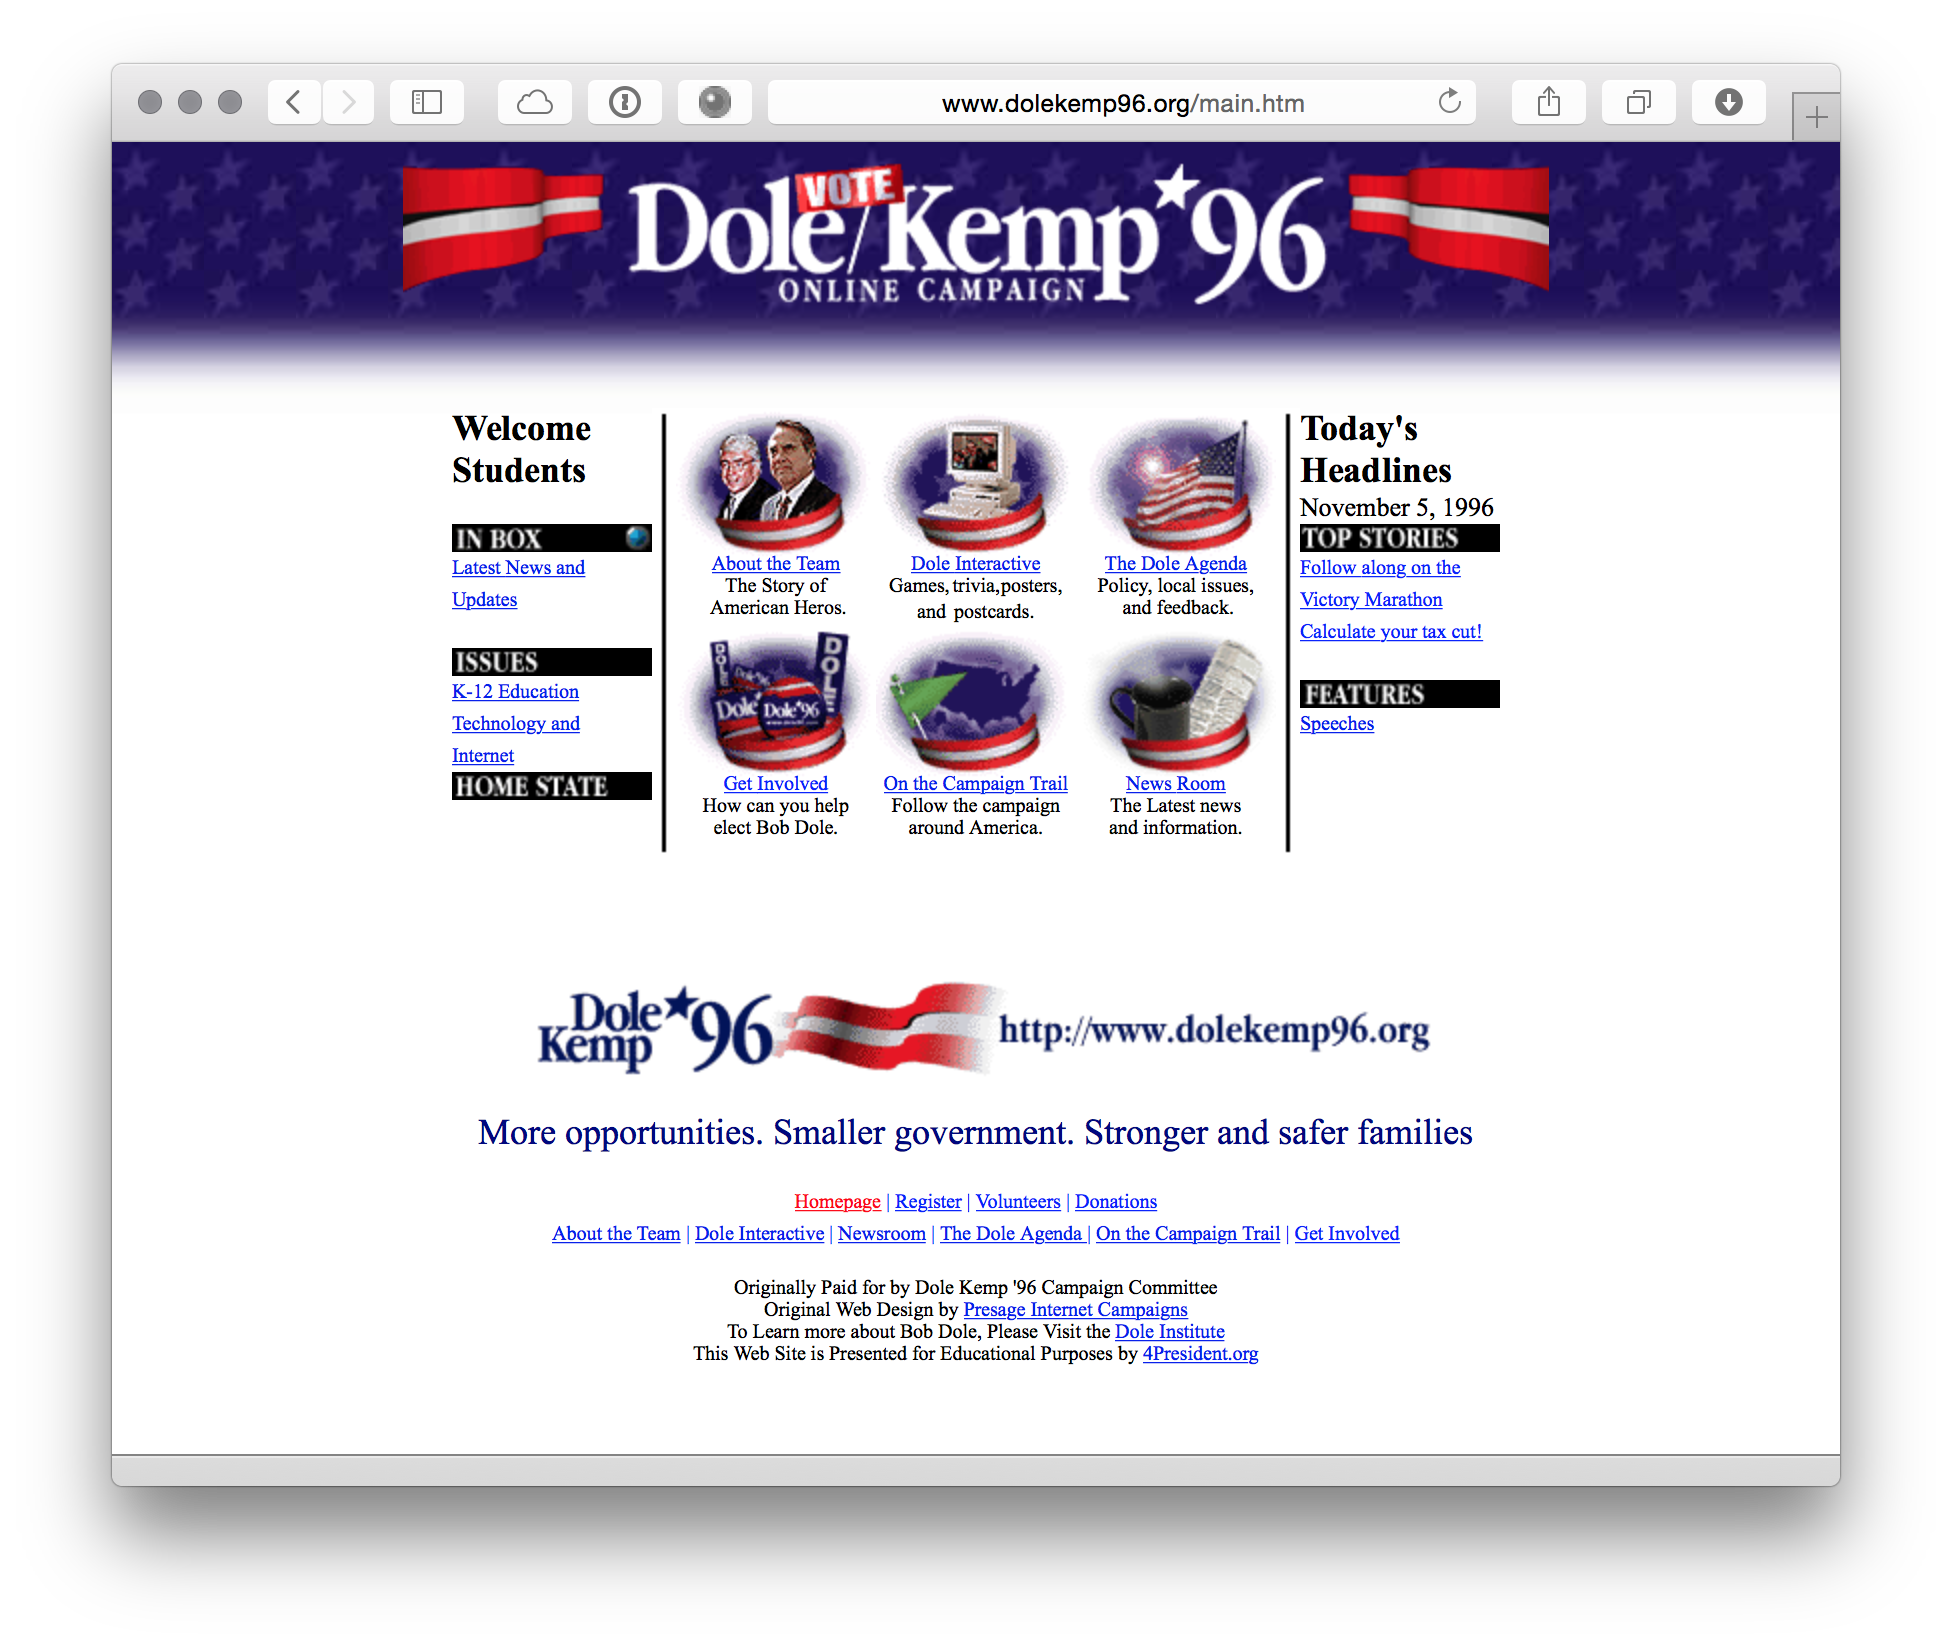 www.dolekemp96.org/main.htm
VOTE
Dole/Kemp★'96
ONLINE CAMPAIGN
Welcome
Students
IN BOX
Latest News and
Updates
ISSUES
K-12 Education
Technology and
Internet
HOME STATE
About the Team
The Story of
American Heros.
Dole Interactive
Games, trivia,posters,
and postcards.
The Dole Agenda
Policy, local issues,
and feedback.
DOLE
DOLE
Dole'96
Dole
Dole★96
Get Involved
How can you help
elect Bob Dole.
On the Campaign Trail
Follow the campaign
around America.
News Room
The Latest news
and information.
Today's
Headlines
November 5, 1996
TOP STORIES
Follow along on the
Victory Marathon
Calculate your tax cut!
FEATURES
Speeches
Dole★'96
Kemp
http://www.dolekemp96.org
More opportunities. Smaller government. Stronger and safer families
Homepage | Register | Volunteers | Donations
About the Team | Dole Interactive | Newsroom | The Dole Agenda | On the Campaign Trail | Get Involved
Originally Paid for by Dole Kemp '96 Campaign Committee
Original Web Design by Presage Internet Campaigns
To Learn more about Bob Dole, Please Visit the Dole Institute
This Web Site is Presented for Educational Purposes by 4President.org